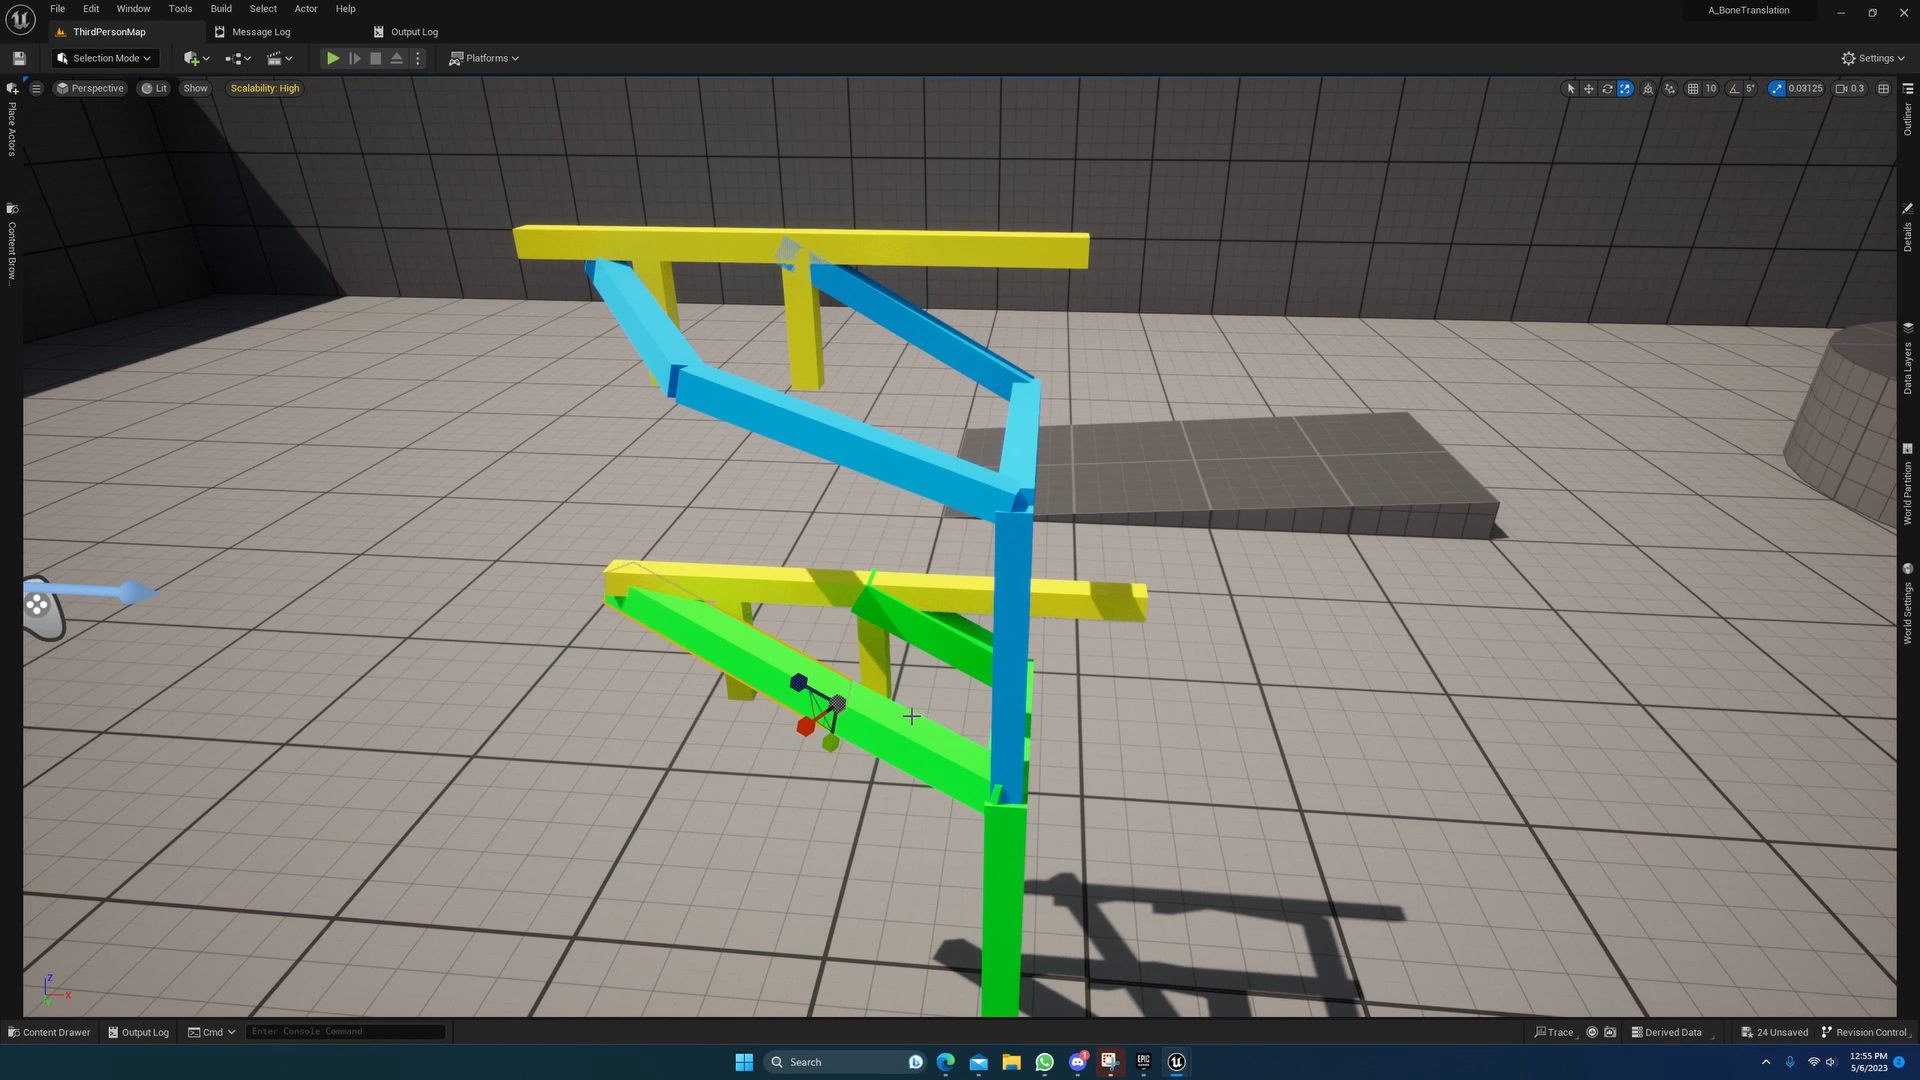 File Edit Window Tools Build Select Actor Help
A_BoneTranslation
ThirdPersonMap Message Log Output Log
Selection Mode Platforms Settings
Perspective Lit Show Scalability: High 10 5° 0.03125 0.3
Place Actors
Content Brow...
Outliner
Details
Data Layers
World Partition
World Settings
Z
X
Y
Content Drawer Output Log Cmd Enter Console Command Trace Derived Data 24 Unsaved Revision Control
Search
b
1
EPIC
12:55 PM
5/6/2023
2